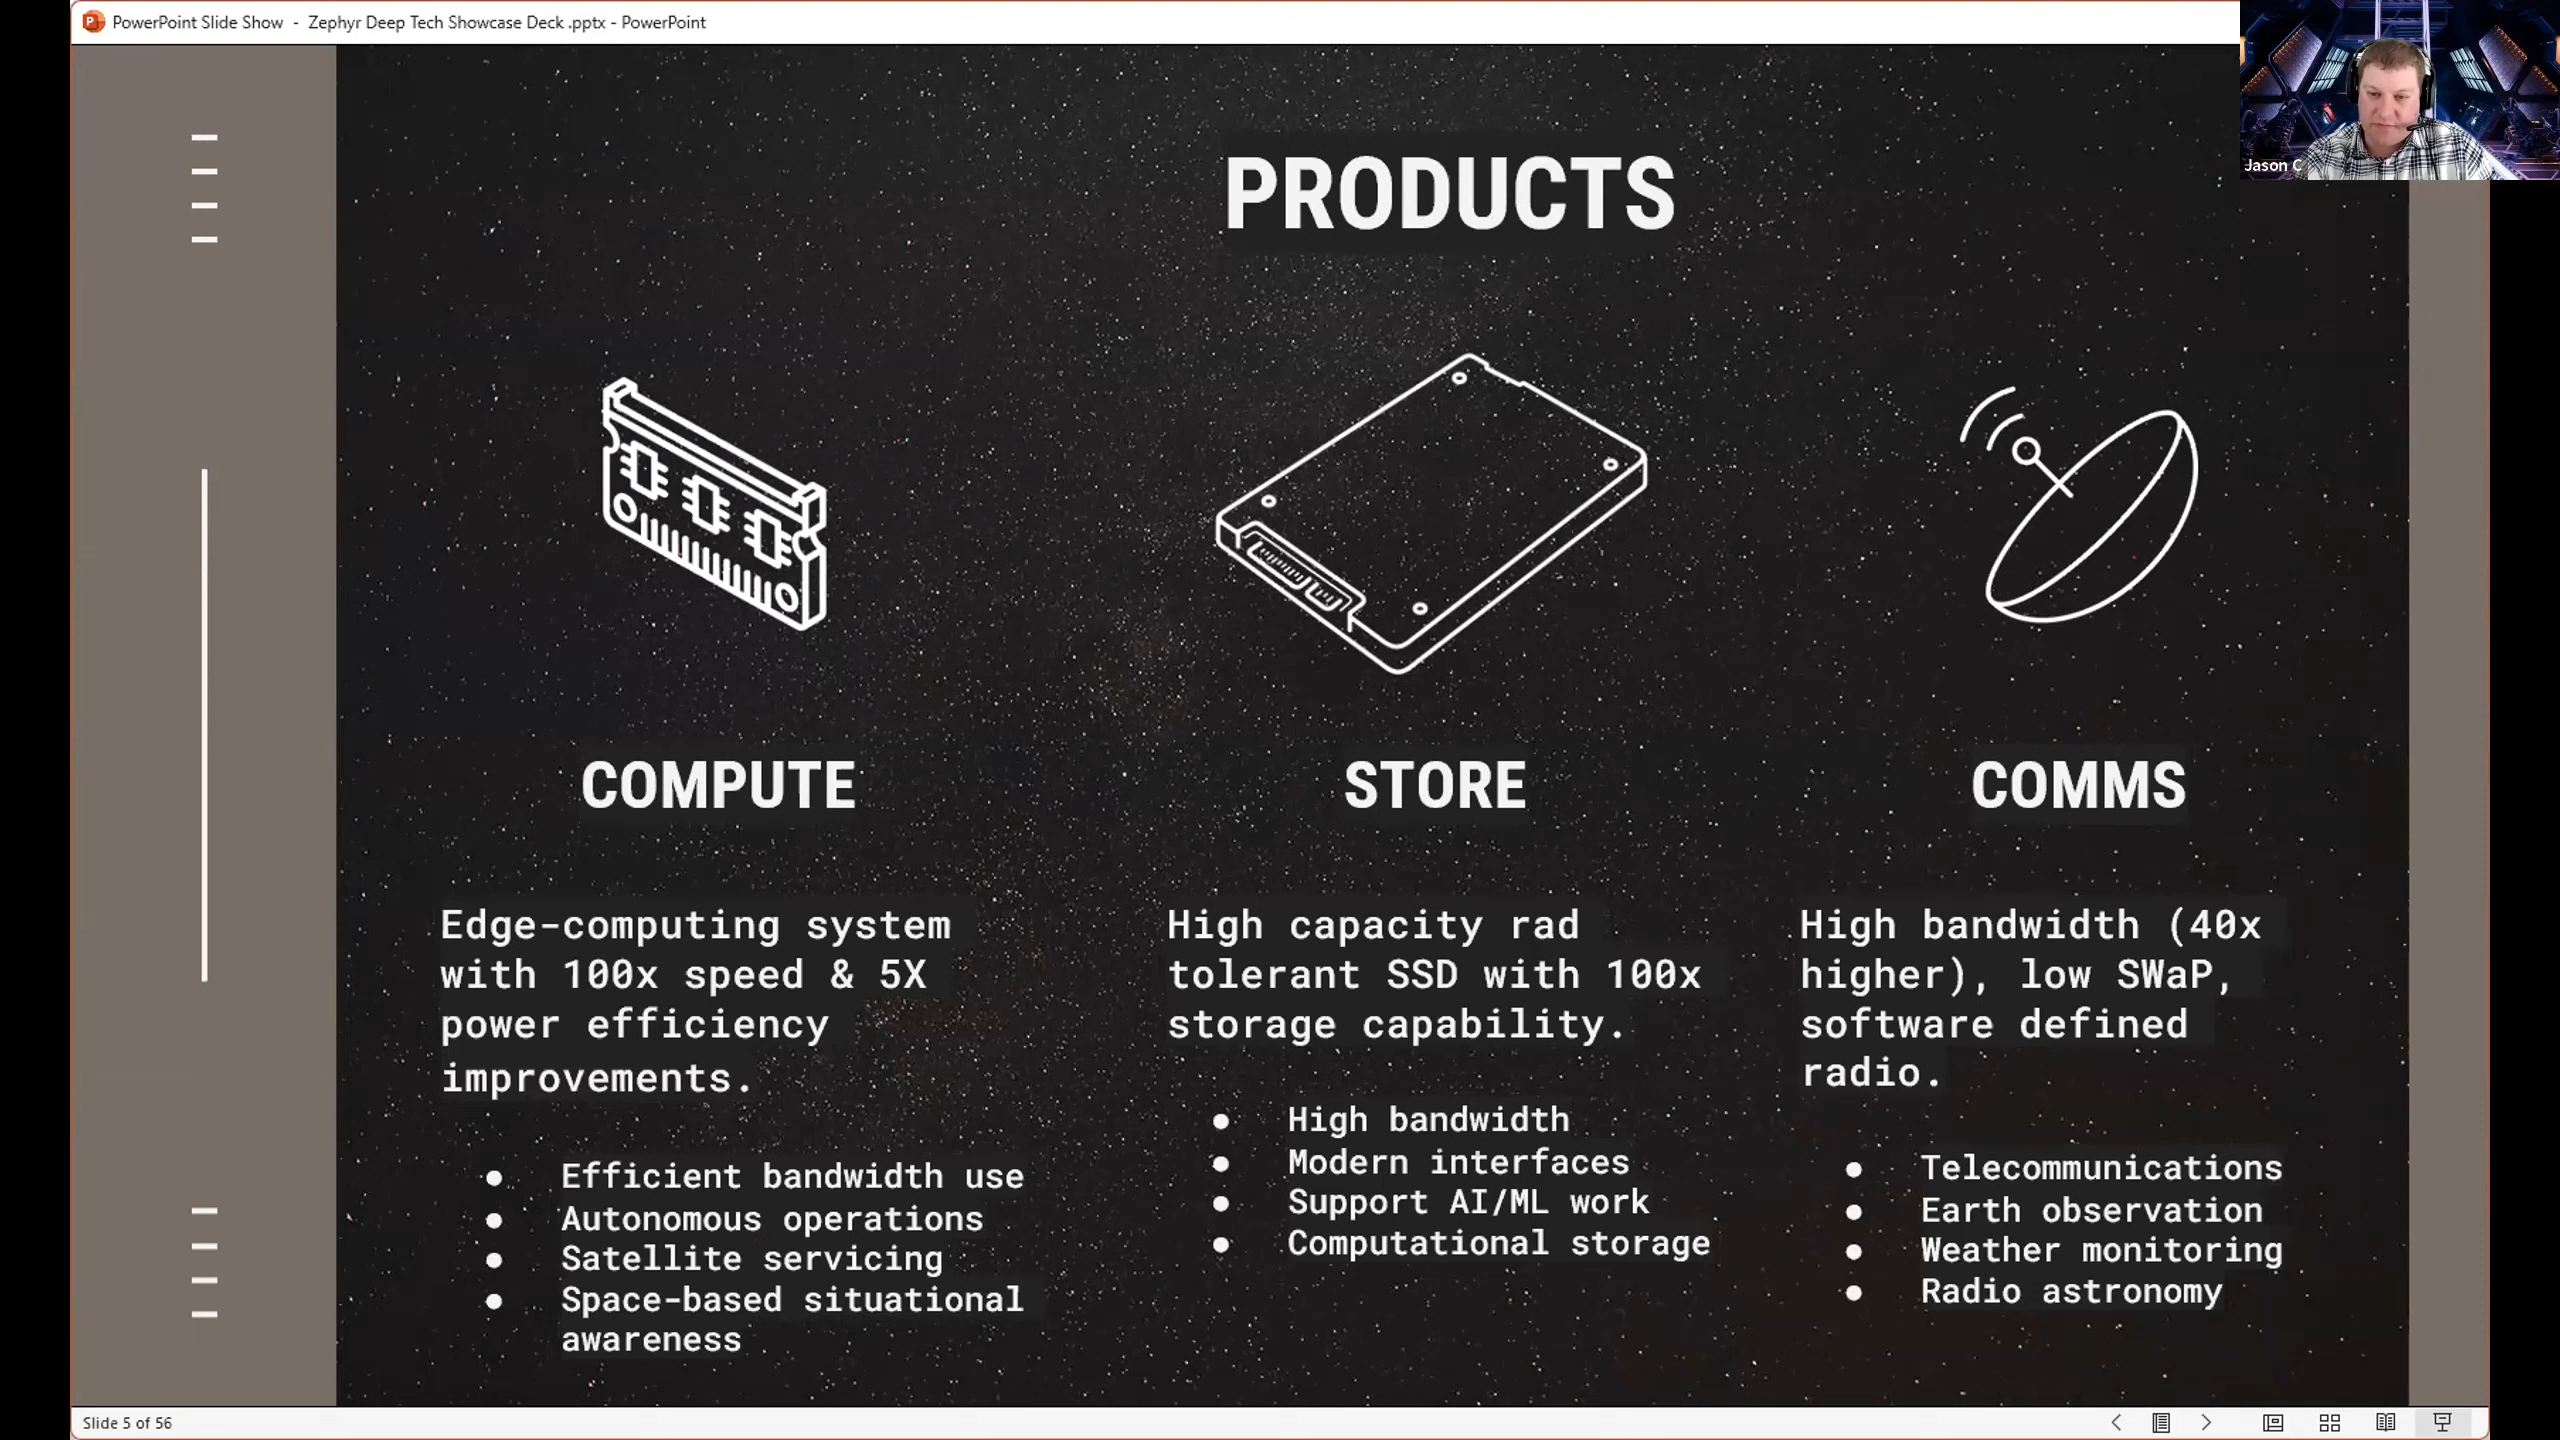 PowerPoint Slide Show - Zephyr Deep Tech Showcase Deck .pptx - PowerPoint
Jason C
PRODUCTS
COMPUTE
Edge-computing system
with 100x speed & 5X
power efficiency
improvements.
● Efficient bandwidth use
● Autonomous operations
● Satellite servicing
● Space-based situational
awareness
STORE
High capacity rad
tolerant SSD with 100x
storage capability.
● High bandwidth
● Modern interfaces
● Support AI/ML work
● Computational storage
COMMS
High bandwidth (40x
higher), low SWaP,
software defined
radio.
● Telecommunications
● Earth observation
● Weather monitoring
● Radio astronomy
Slide 5 of 56